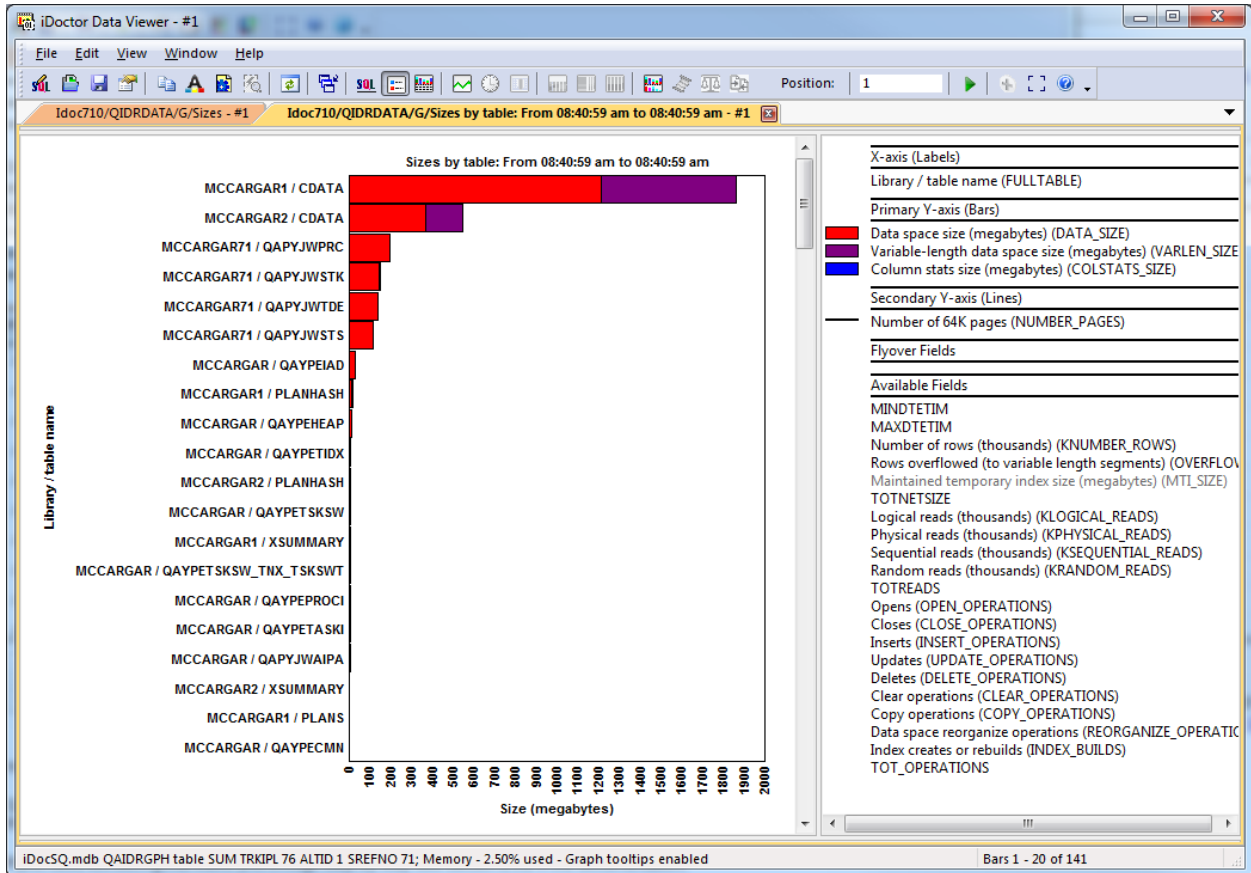 iDoctor Data Viewer - #1
File Edit View Window Help
SQL Position: 1
Idoc710/QIDRDATA/G/Sizes - #1 Idoc710/QIDRDATA/G/Sizes by table: From 08:40:59 am to 08:40:59 am - #1
Sizes by table: From 08:40:59 am to 08:40:59 am
Library / table name
MCCARGAR1 / CDATA
MCCARGAR2 / CDATA
MCCARGAR71 / QAPYJWPRC
MCCARGAR71 / QAPYJWSTK
MCCARGAR71 / QAPYJWTDE
MCCARGAR71 / QAPYJWSTS
MCCARGAR / QAYPEIAD
MCCARGAR1 / PLANHASH
MCCARGAR / QAYPEHEAP
MCCARGAR / QAYPETIDX
MCCARGAR2 / PLANHASH
MCCARGAR / QAYPETSKSW
MCCARGAR1 / XSUMMARY
MCCARGAR / QAYPETSKSW_TNX_TSKSWT
MCCARGAR / QAYPEPROCI
MCCARGAR / QAYPETASKI
MCCARGAR / QAPYJWAIPA
MCCARGAR2 / XSUMMARY
MCCARGAR1 / PLANS
MCCARGAR / QAYPECMN
0 100 200 300 400 500 600 700 800 900 1000 1100 1200 1300 1400 1500 1600 1700 1800 1900 2000
Size (megabytes)
X-axis (Labels)
Library / table name (FULLTABLE)
Primary Y-axis (Bars)
Data space size (megabytes) (DATA_SIZE)
Variable-length data space size (megabytes) (VARLEN_SIZE
Column stats size (megabytes) (COLSTATS_SIZE)
Secondary Y-axis (Lines)
Number of 64K pages (NUMBER_PAGES)
Flyover Fields
Available Fields
MINDTETIM
MAXDTETIM
Number of rows (thousands) (KNUMBER_ROWS)
Rows overflowed (to variable length segments) (OVERFLOW
Maintained temporary index size (megabytes) (MTI_SIZE)
TOTNETSIZE
Logical reads (thousands) (KLOGICAL_READS)
Physical reads (thousands) (KPHYSICAL_READS)
Sequential reads (thousands) (KSEQUENTIAL_READS)
Random reads (thousands) (KRANDOM_READS)
TOTREADS
Opens (OPEN_OPERATIONS)
Closes (CLOSE_OPERATIONS)
Inserts (INSERT_OPERATIONS)
Updates (UPDATE_OPERATIONS)
Deletes (DELETE_OPERATIONS)
Clear operations (CLEAR_OPERATIONS)
Copy operations (COPY_OPERATIONS)
Data space reorganize operations (REORGANIZE_OPERATIO
Index creates or rebuilds (INDEX_BUILDS)
TOT_OPERATIONS
iDocSQ.mdb QAIDRGPH table SUM TRKIPL 76 ALTID 1 SREFNO 71; Memory - 2.50% used - Graph tooltips enabled Bars 1 - 20 of 141